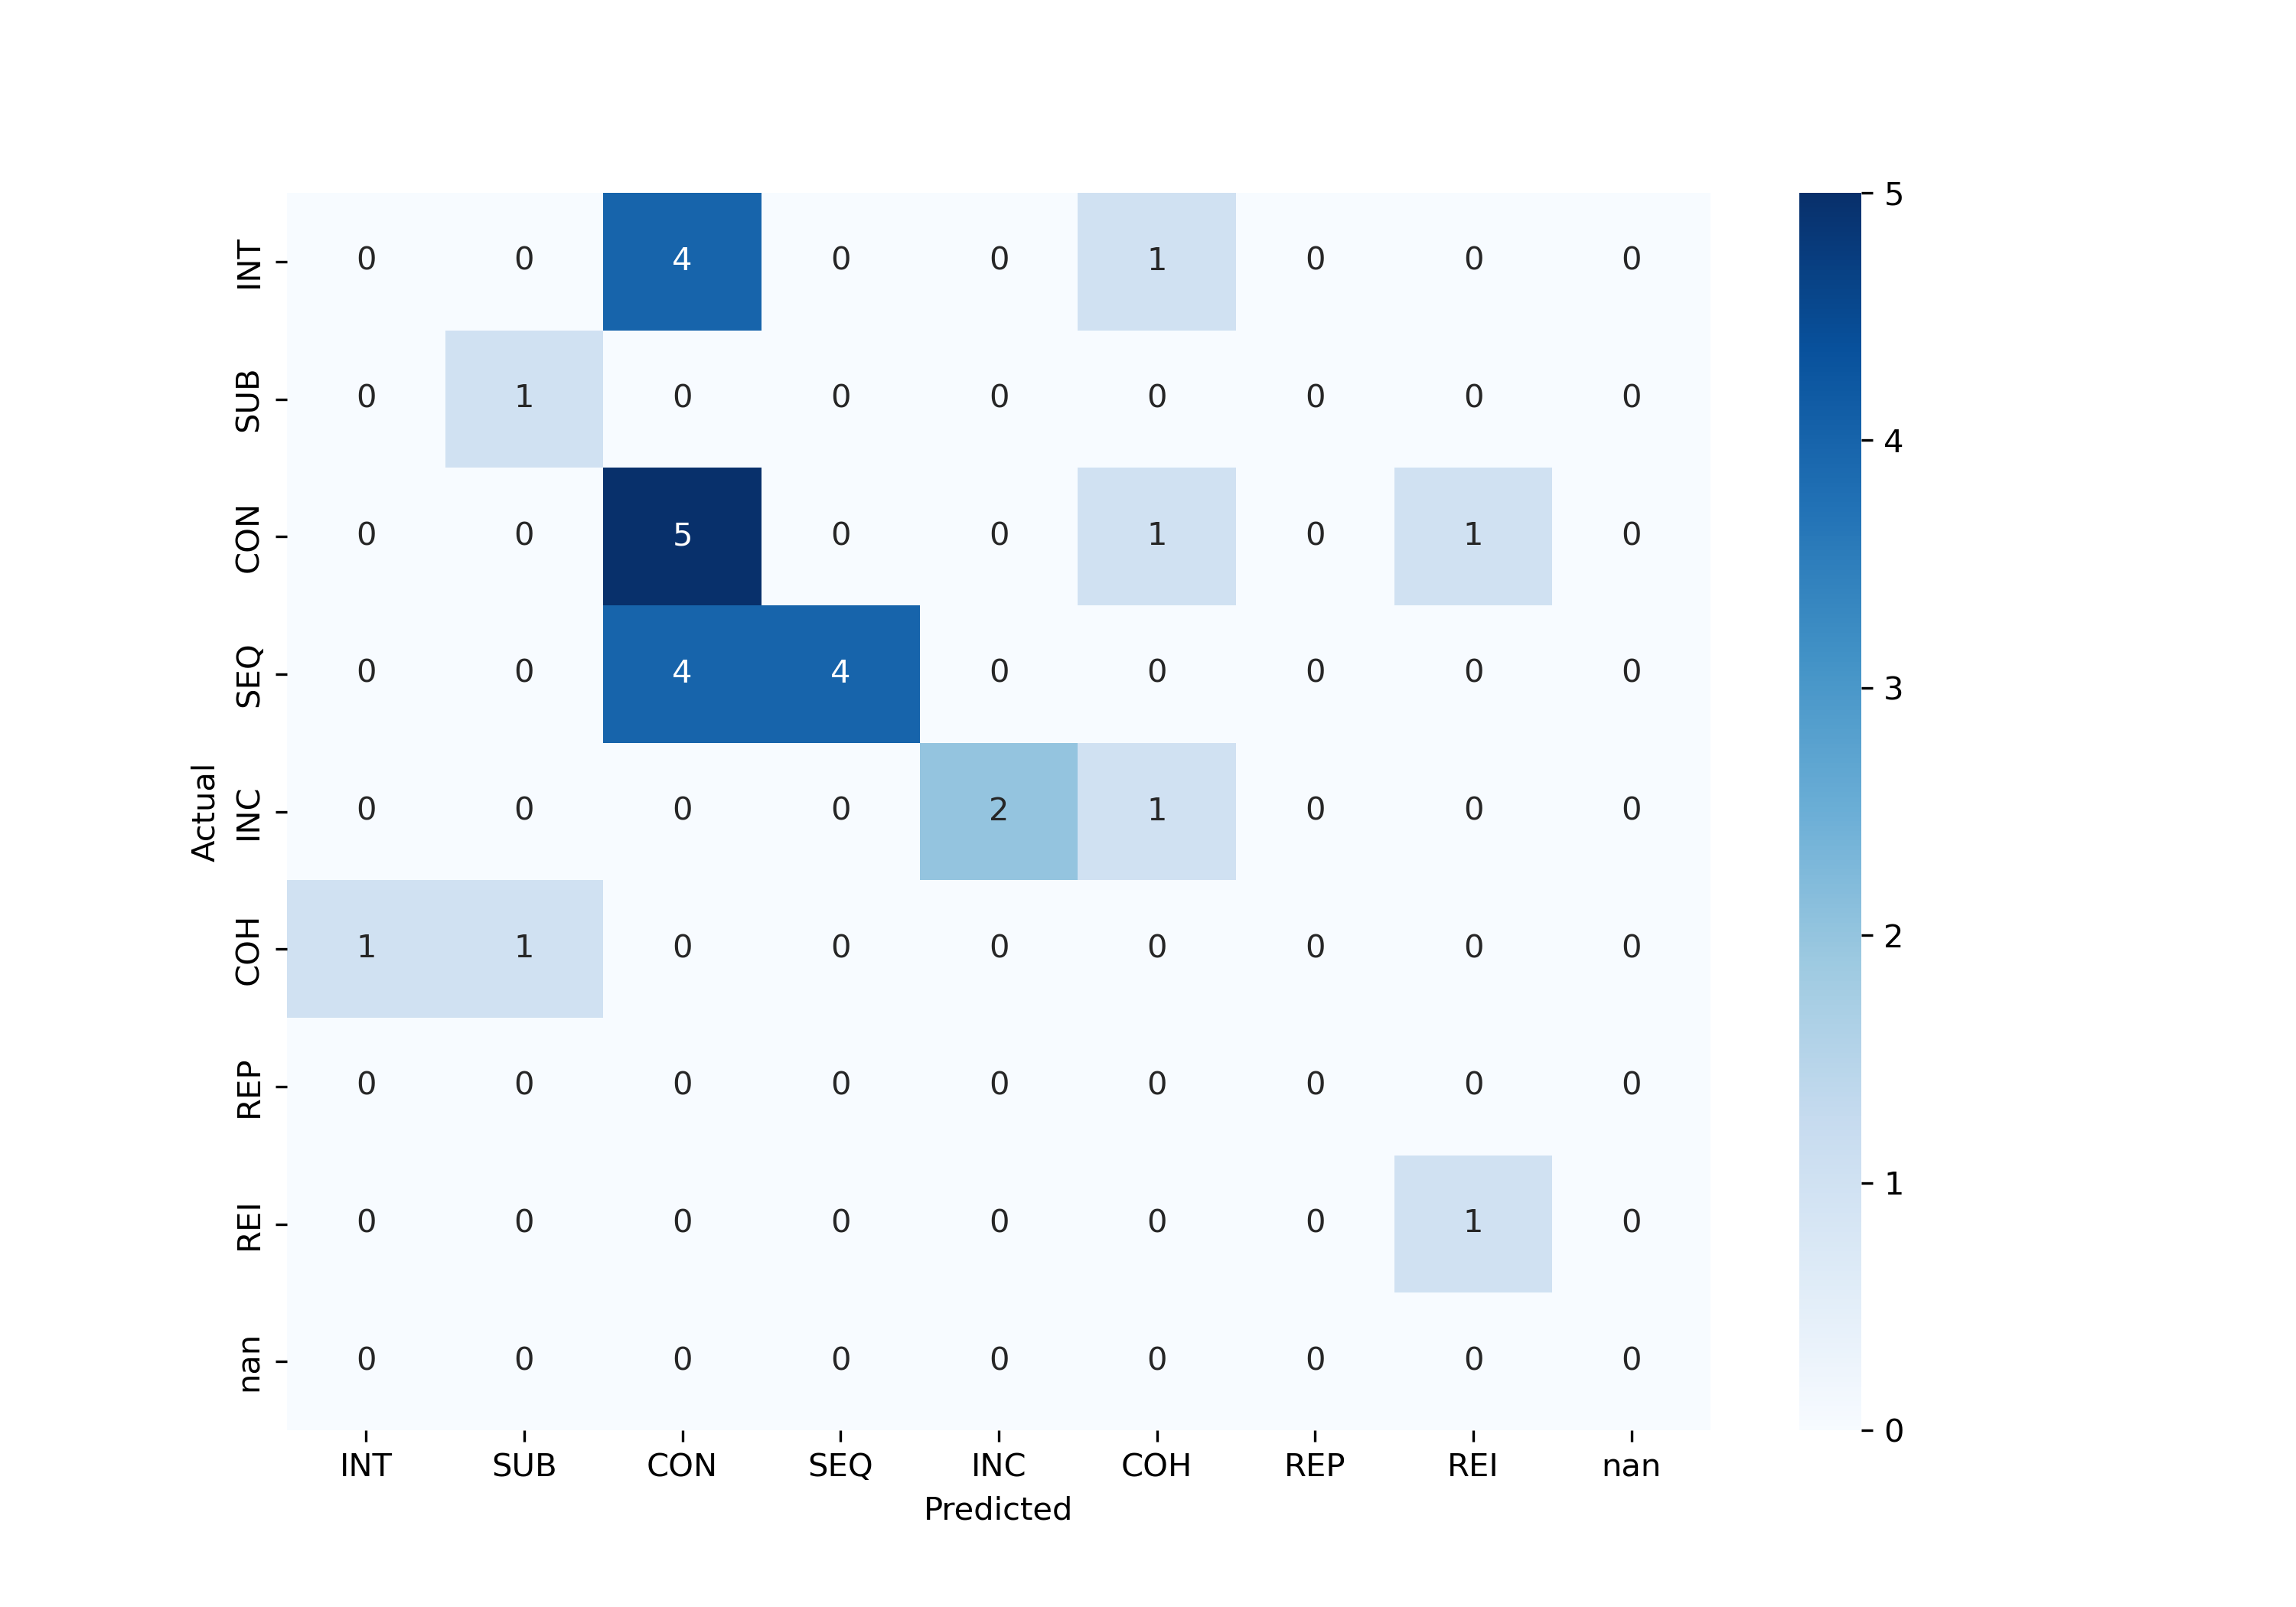 5
INT 0 0 4 0 0 1 0 0 0
SUB 0 1 0 0 0 0 0 0 0
4
CON 0 0 5 0 0 1 0 1 0
SEQ 0 0 4 4 0 0 0 0 0
3
Actual
INC 0 0 0 0 2 1 0 0 0
2
COH 1 1 0 0 0 0 0 0 0
REP 0 0 0 0 0 0 0 0 0
1
REI 0 0 0 0 0 0 0 1 0
nan 0 0 0 0 0 0 0 0 0
0
INT SUB CON SEQ INC COH REP REI nan
Predicted